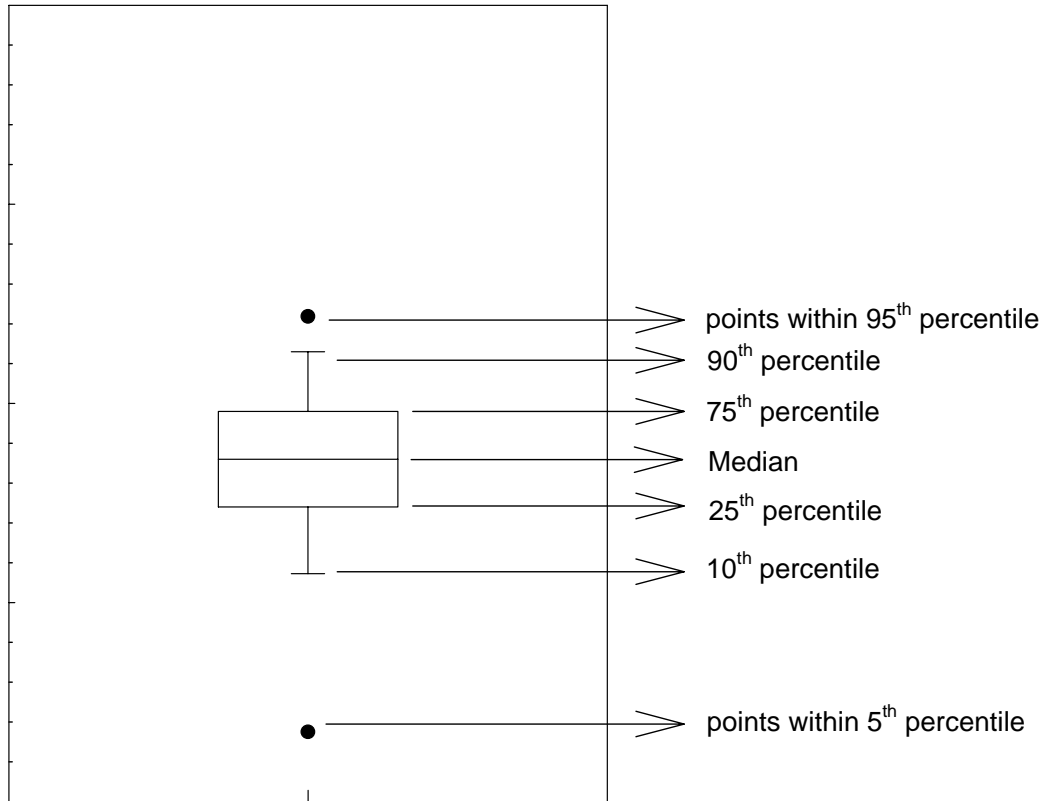 points within 95th percentile
90th percentile
75th percentile
Median
25th percentile
10th percentile
points within 5th percentile